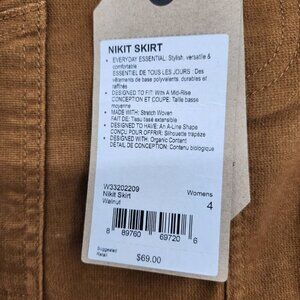 NIKIT SKIRT
• EVERYDAY ESSENTIAL: Stylish, versatile &
comfortable
ESSENTIEL DE TOUS LES JOURS : Des
vêtements de base polyvalents, durables et
raffinés
• DESIGNED TO FIT: With A Mid-Rise
CONCEPTION ET COUPE: Taille basse
moyenne
• MADE WITH: Stretch Woven
FAIT DE: Tissu tissé extensible
• DESIGNED TO HAVE: An A-Line Shape
CONÇU POUR OFFRIR: Silhouette trapèze
• DESIGNED WITH: Organic Content
DÉTAIL DE CONCEPTION: Contenu biologique
W33202209
Nikit Skirt
Walnut
Womens
4
8 89760 69720 6
Suggested
Retail
$69.00